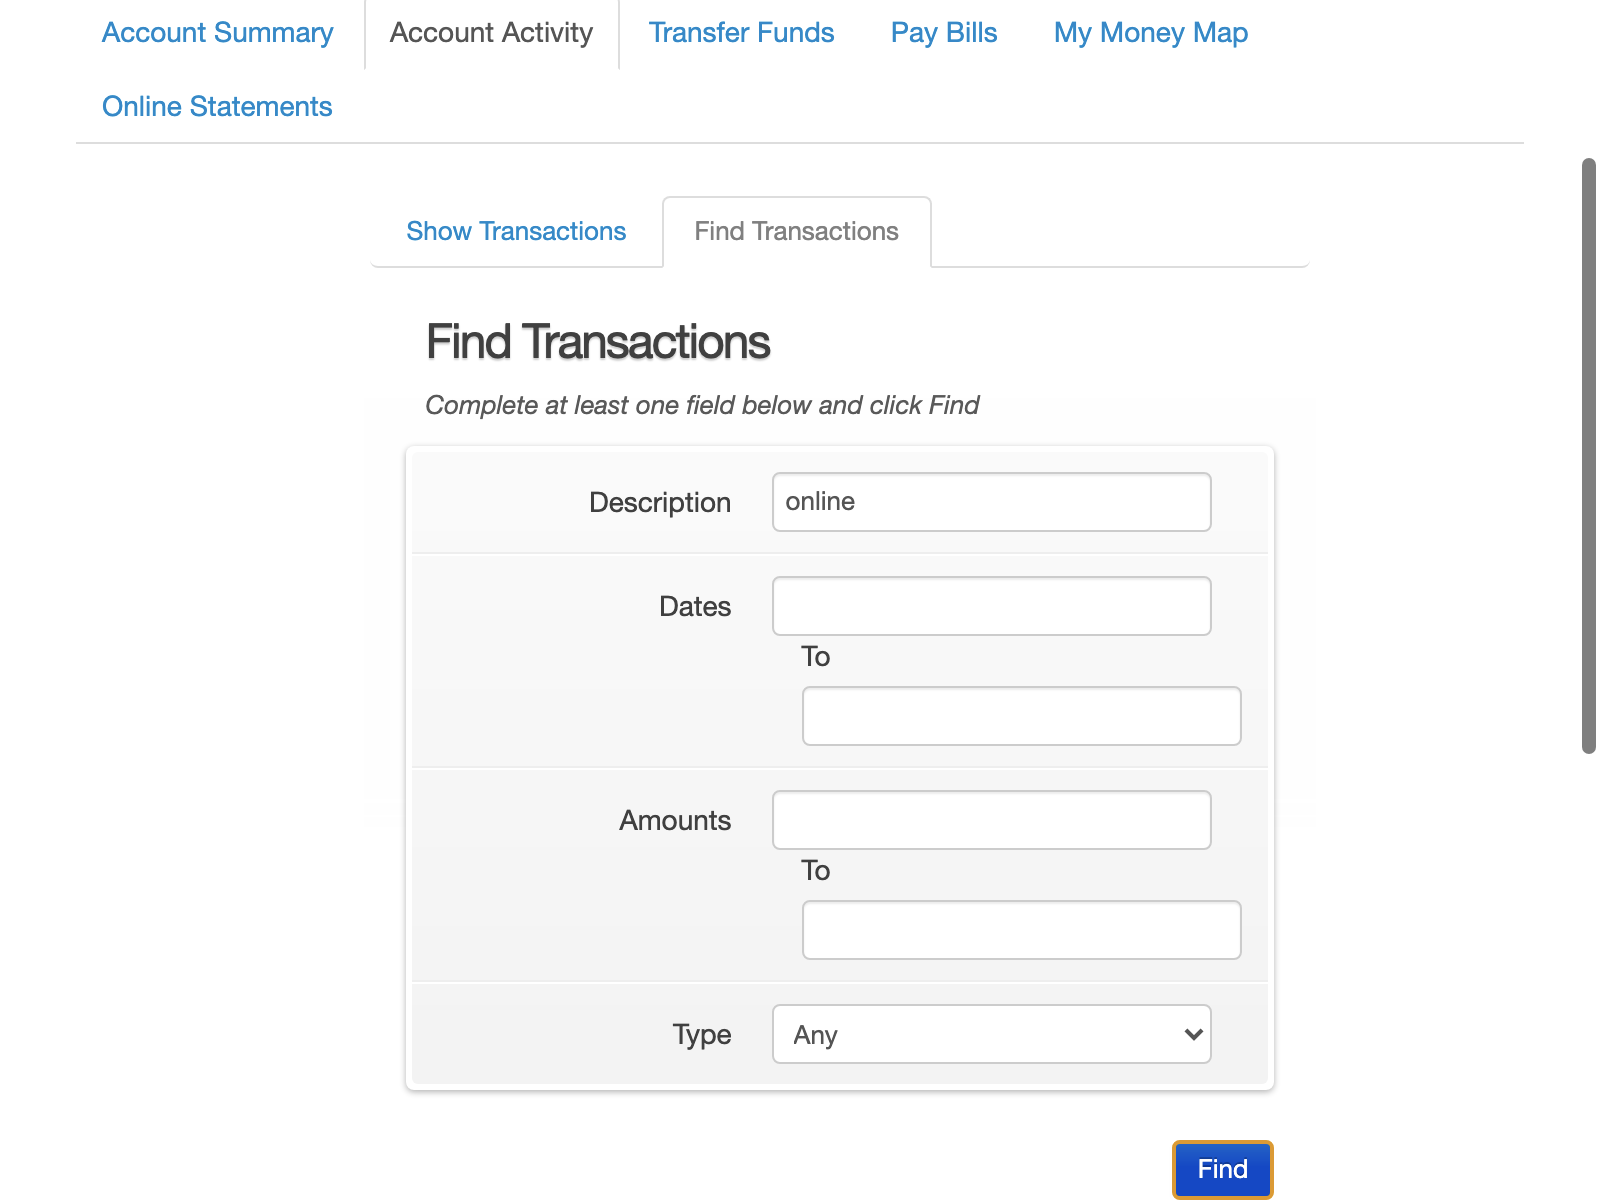 Account Summary Account Activity Transfer Funds Pay Bills My Money Map
Online Statements
Show Transactions Find Transactions
Find Transactions
Complete at least one field below and click Find
Description online
Dates
To
Amounts
To
Type Any
Find